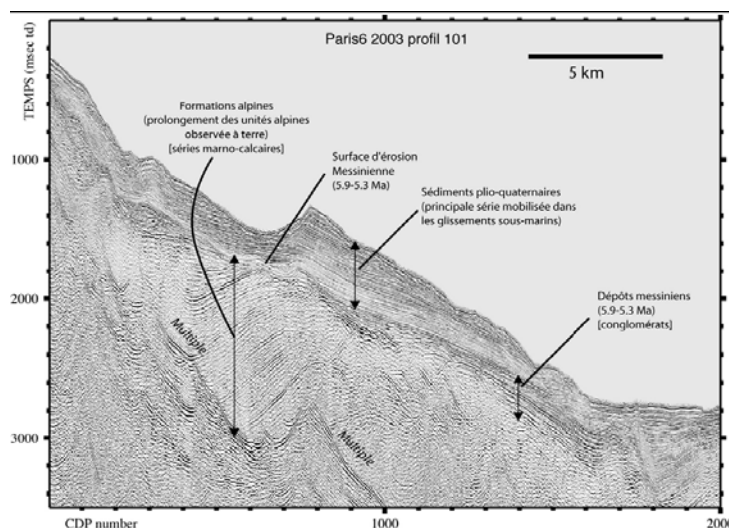 Paris6 2003 profil 101
5 km
TEMPS (msec td)
1000
2000
3000
Formations alpines
(prolongement des unités alpines
observée à terre)
[séries marno-calcaires]
Surface d'érosion
Messinienne
(5.9-5.3 Ma)
Sédiments plio-quaternaires
(principale série mobilisée dans
les glissements sous-marins)
Dépôts messiniens
(5.9-5.3 Ma)
[conglomérats]
Multiple
Multiple
CDP number
1000
2000